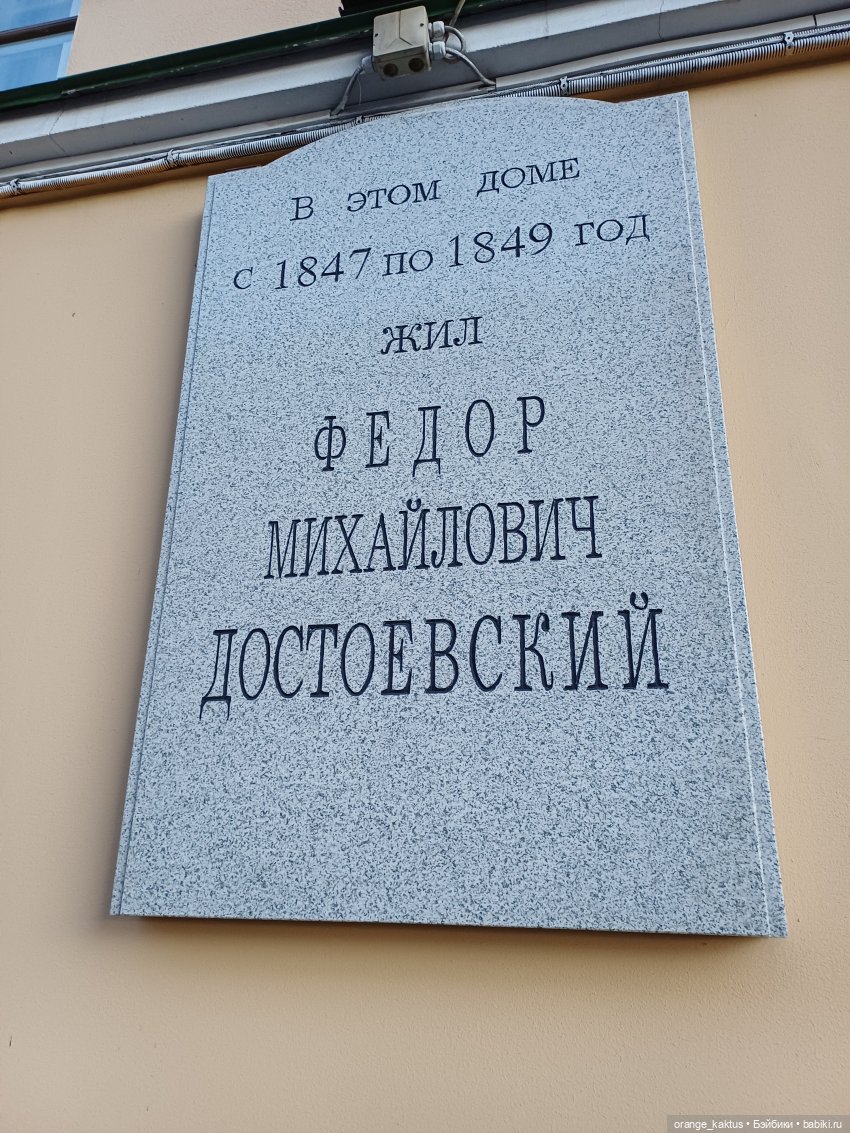 В ЭТОМ ДОМЕ
С 1847 ПО 1849 ГОД
ЖИЛ
ФЕДОР
МИХАЙЛОВИЧ
ДОСТОЕВСКИЙ
orange_kaktus • Бэйбики • babiki.ru